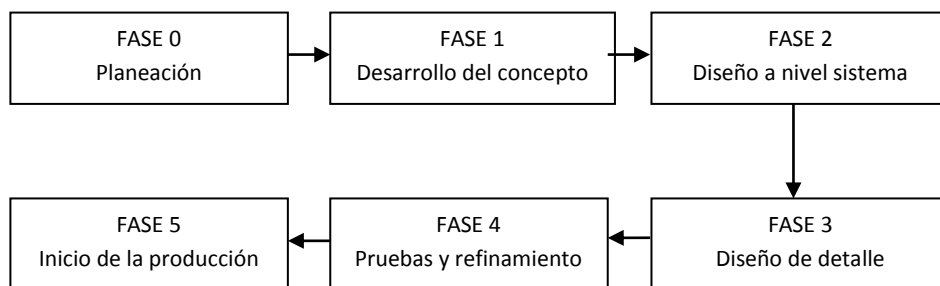 FASE 0
Planeación
FASE 1
Desarrollo del concepto
FASE 2
Diseño a nivel sistema
FASE 3
Diseño de detalle
FASE 4
Pruebas y refinamiento
FASE 5
Inicio de la producción